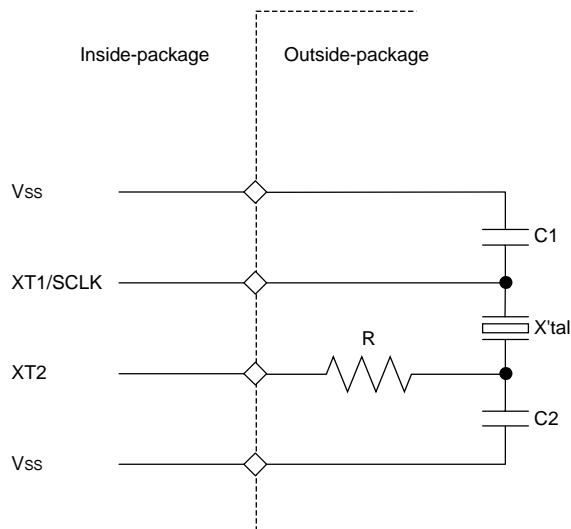 Inside-package Outside-package
Vss
C1
XT1/SCLK
X'tal
R
XT2
C2
Vss